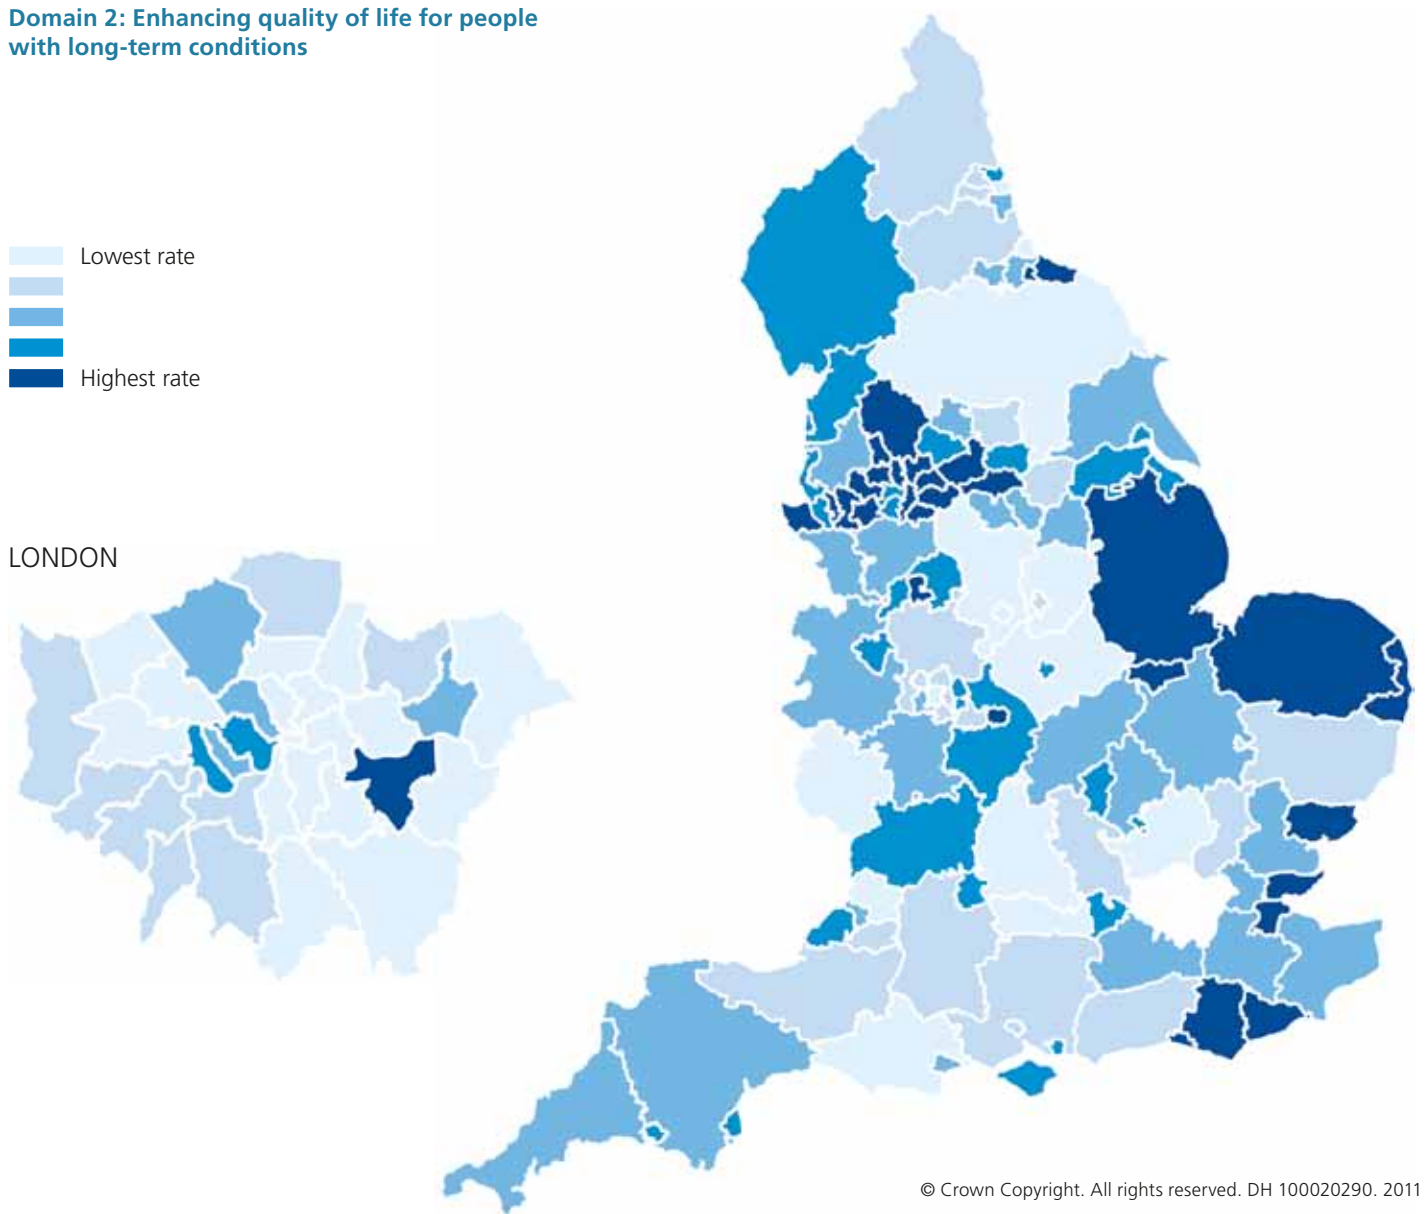 Domain 2: Enhancing quality of life for people
with long-term conditions
Lowest rate
Highest rate
LONDON
© Crown Copyright. All rights reserved. DH 100020290. 2011